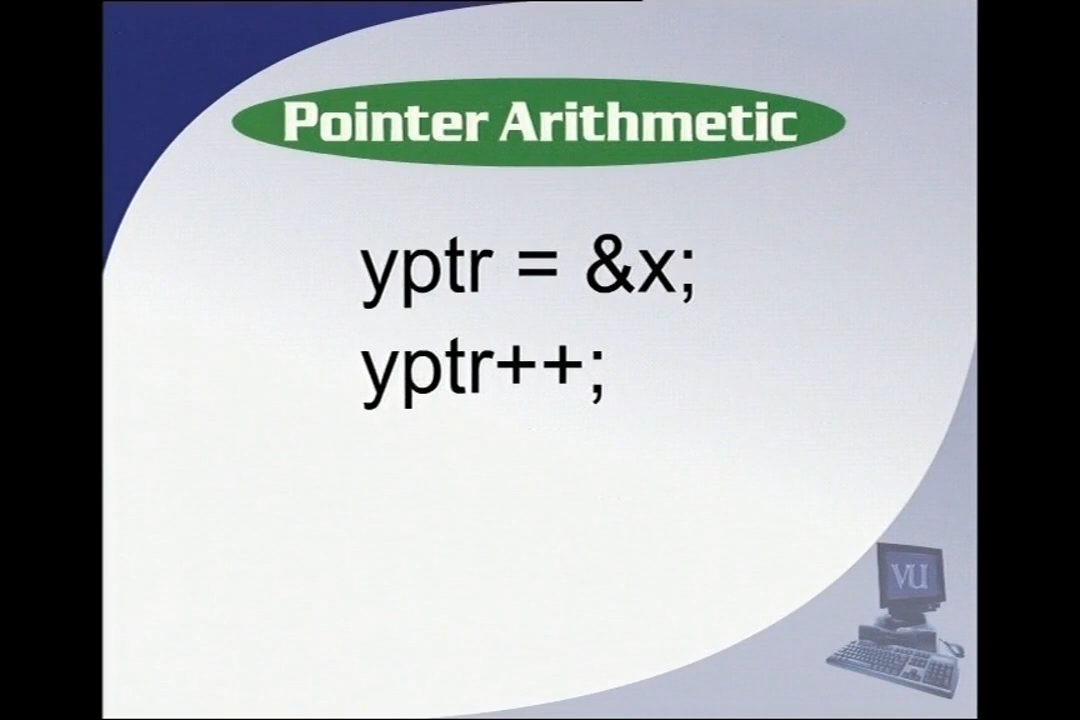 Pointer Arithmetic
yptr = &x;
yptr++;
VU